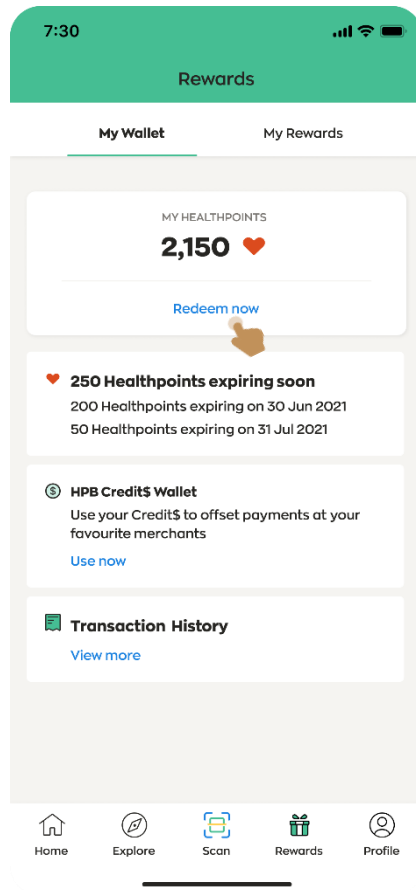 7:30
Rewards
My Wallet My Rewards
MY HEALTHPOINTS
2,150
Redeem now
250 Healthpoints expiring soon
200 Healthpoints expiring on 30 Jun 2021
50 Healthpoints expiring on 31 Jul 2021
$ HPB Credit$ Wallet
Use your Credit$ to offset payments at your
favourite merchants
Use now
Transaction History
View more
Home Explore Scan Rewards Profile